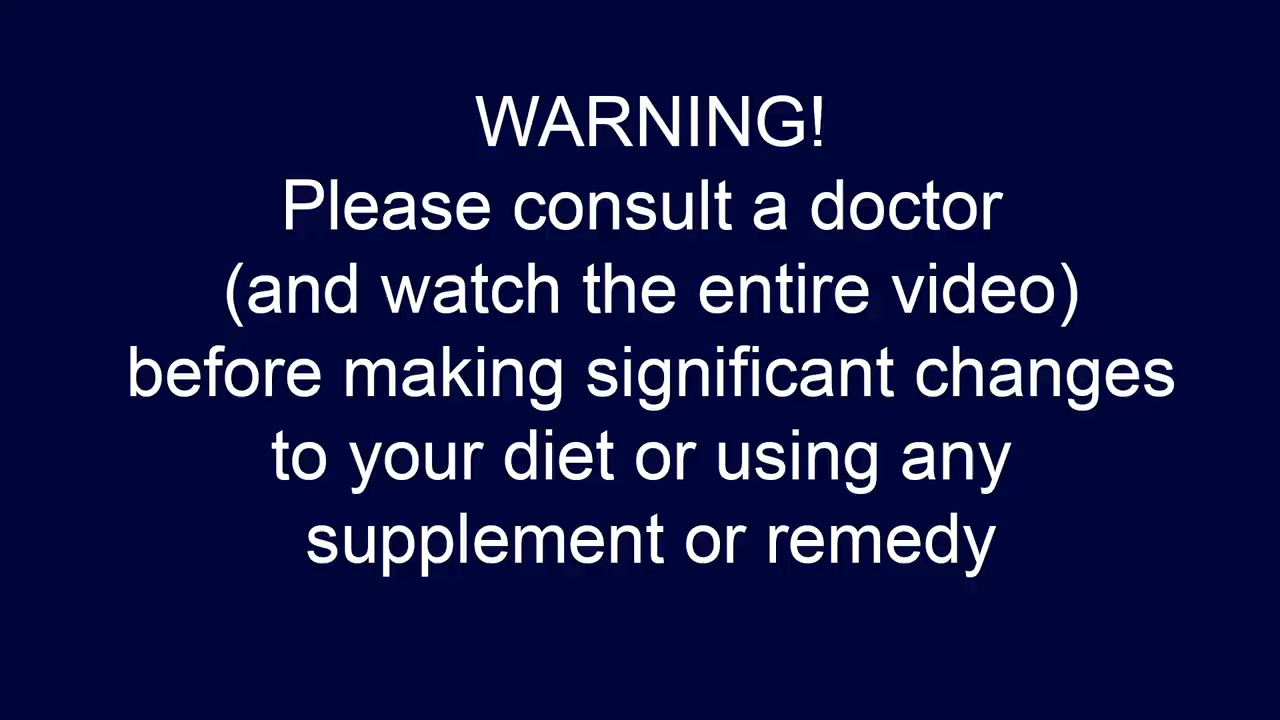 WARNING!
Please consult a doctor
(and watch the entire video)
before making significant changes
to your diet or using any
supplement or remedy